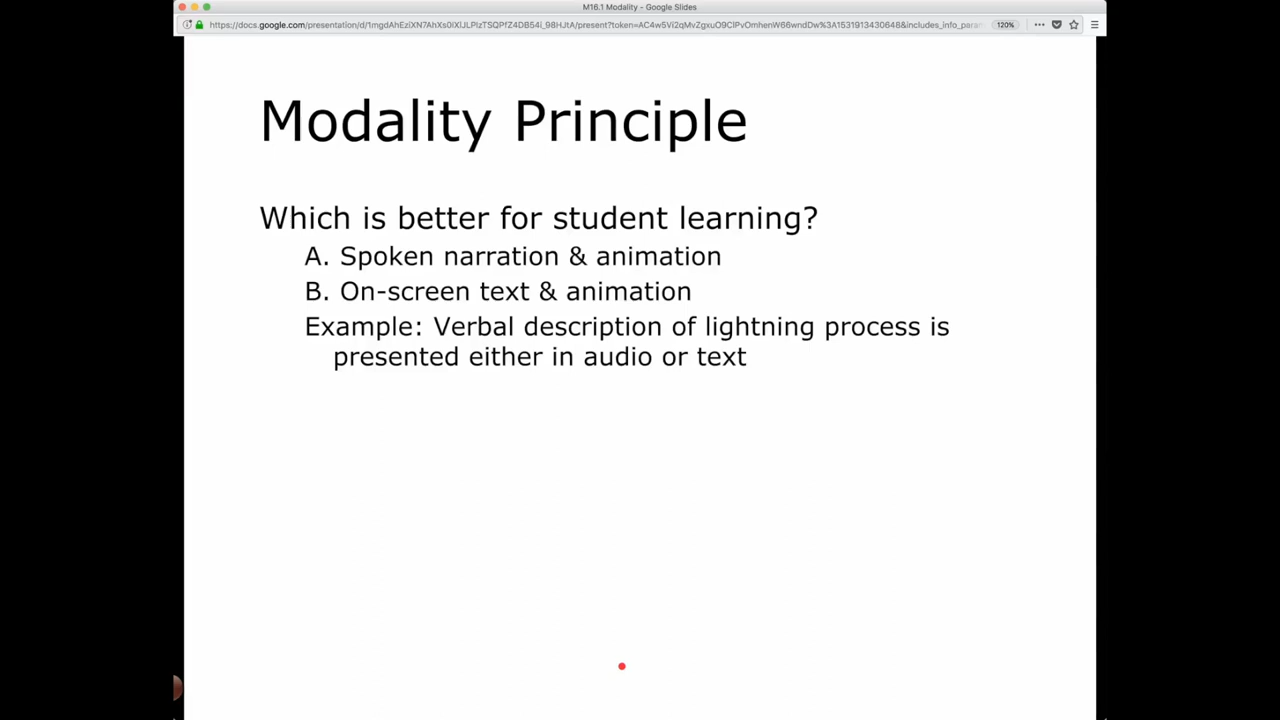 M16.1 Modality - Google Slides
120%
Modality Principle
Which is better for student learning?
A. Spoken narration & animation
B. On-screen text & animation
Example: Verbal description of lightning process is
presented either in audio or text